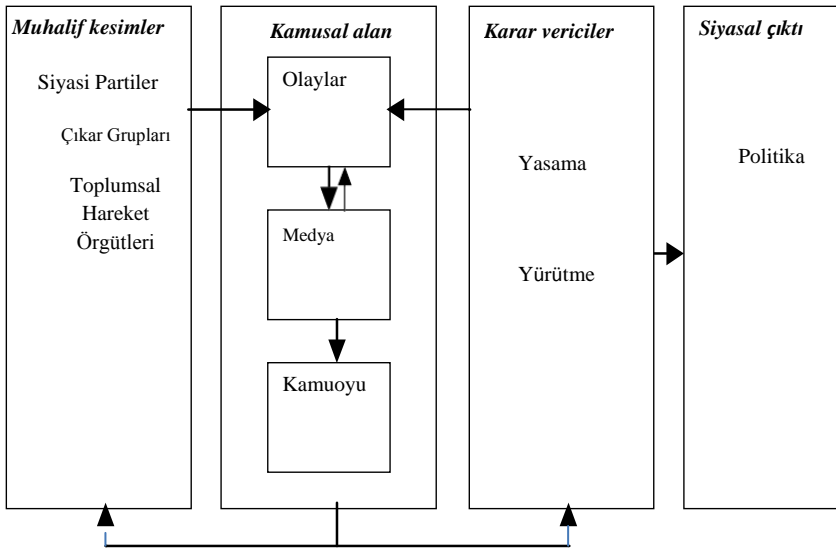 Muhalif kesimler
Siyasi Partiler
Çıkar Grupları
Toplumsal
Hareket
Örgütleri
Kamusal alan
Olaylar
Medya
Kamuoyu
Karar vericiler
Yasama
Yürütme
Siyasal çıktı
Politika